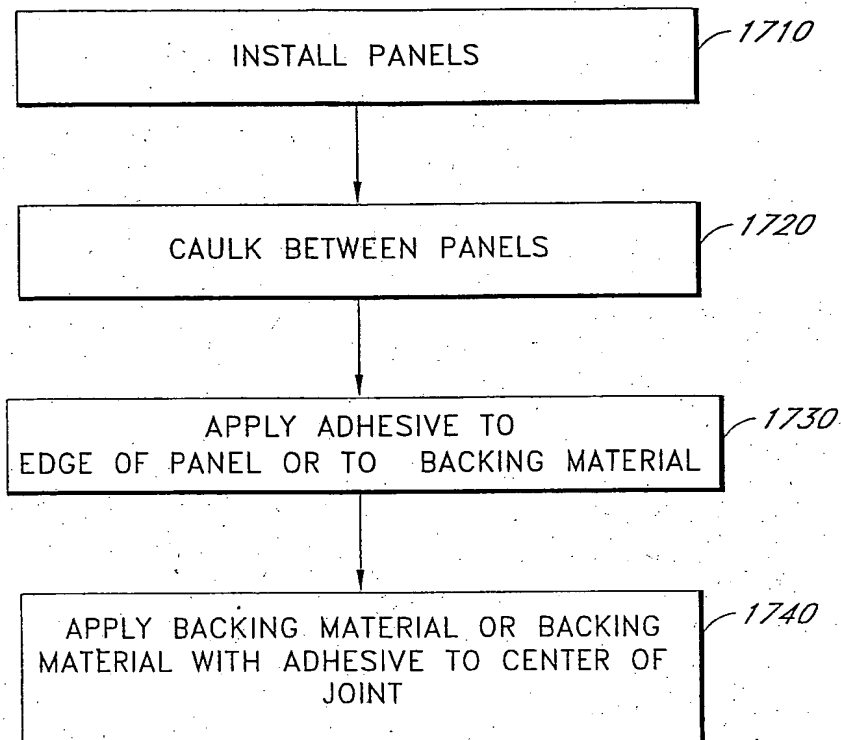 INSTALL PANELS
1710
CAULK BETWEEN PANELS
1720
APPLY ADHESIVE TO
EDGE OF PANEL OR TO BACKING MATERIAL
1730
APPLY BACKING MATERIAL OR BACKING
MATERIAL WITH ADHESIVE TO CENTER OF
JOINT
1740